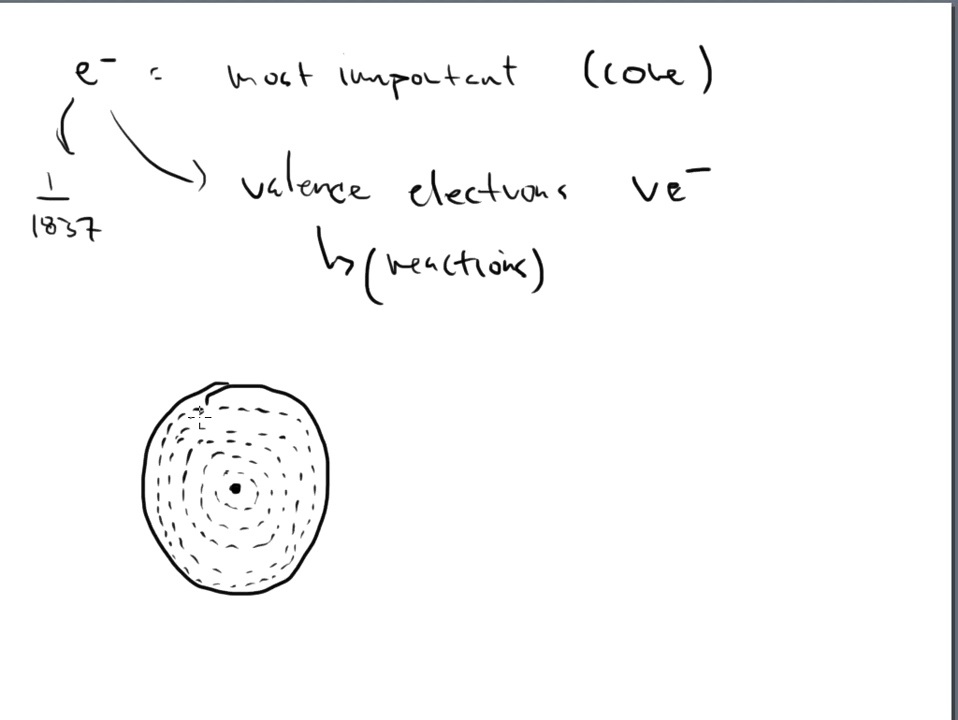 e⁻ = most important (core)
1/1837
valence electrons ve⁻
↳ (reactions)